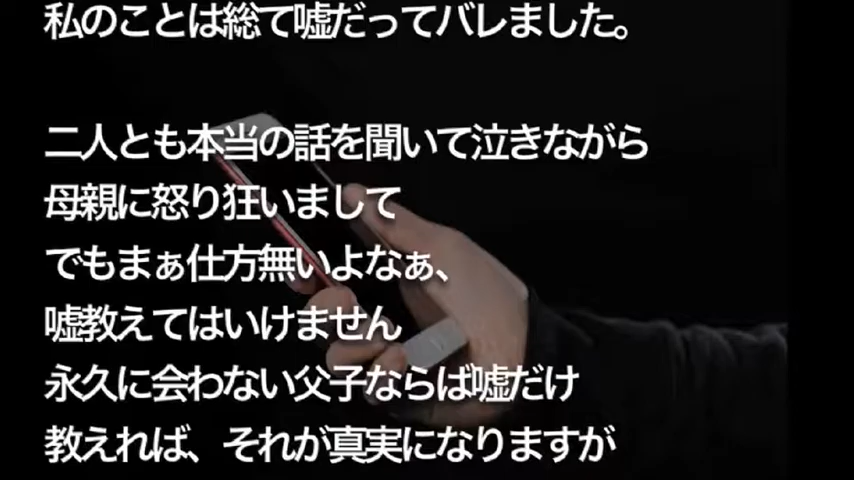 私のことは総て嘘だってバレました。
二人とも本当の話を聞いて泣きながら
母親に怒り狂いまして
でもまぁ仕方無いよなぁ、
嘘教えてはいけません
永久に会わない父子ならば嘘だけ
教えれば、それが真実になりますが